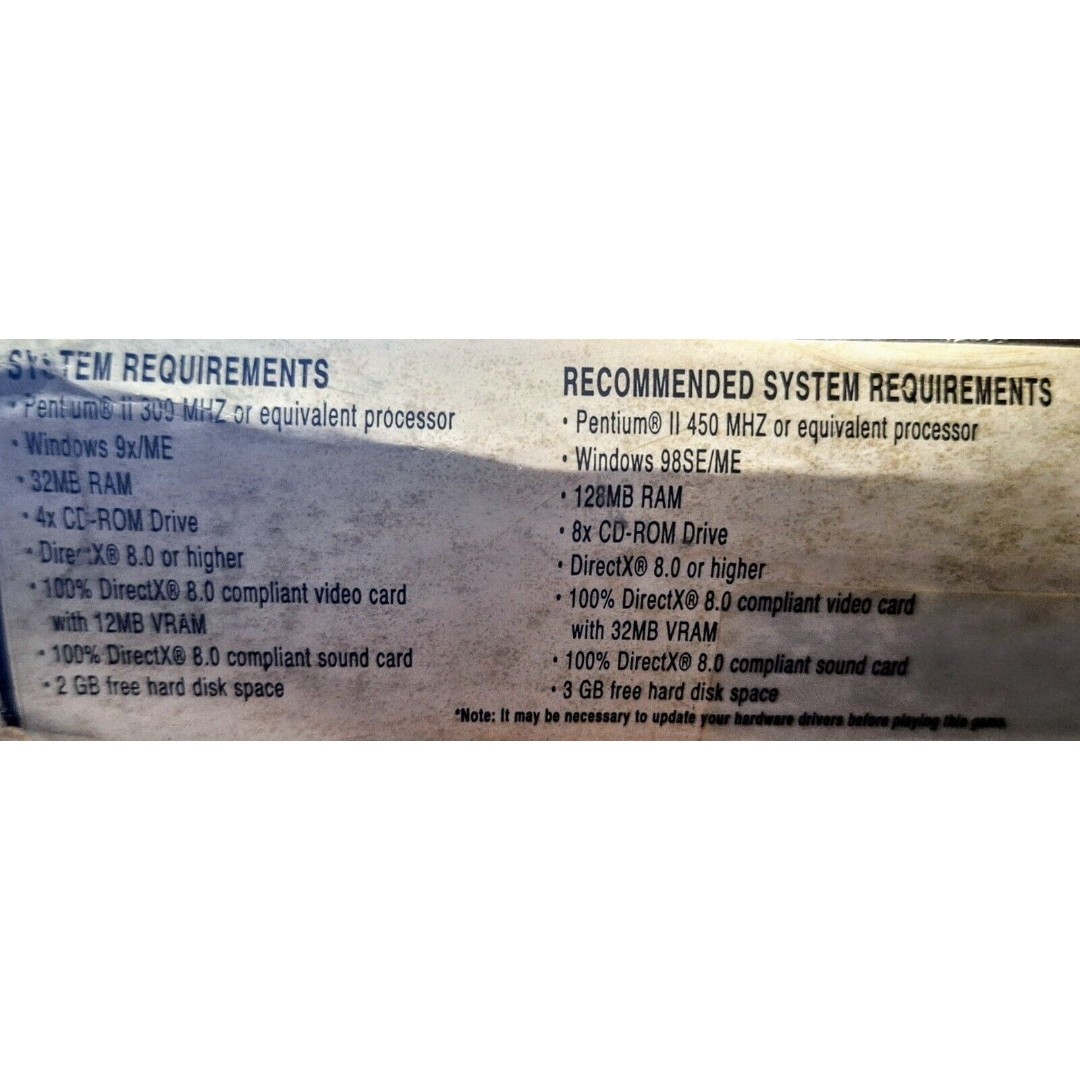 SYSTEM REQUIREMENTS
• Pentium® II 300 MHZ or equivalent processor
• Windows 9x/ME
• 32MB RAM
• 4x CD-ROM Drive
• DirectX® 8.0 or higher
• 100% DirectX® 8.0 compliant video card
with 12MB VRAM
• 100% DirectX® 8.0 compliant sound card
• 2 GB free hard disk space
RECOMMENDED SYSTEM REQUIREMENTS
• Pentium® II 450 MHZ or equivalent processor
• Windows 98SE/ME
• 128MB RAM
• 8x CD-ROM Drive
• DirectX® 8.0 or higher
• 100% DirectX® 8.0 compliant video card
with 32MB VRAM
• 100% DirectX® 8.0 compliant sound card
• 3 GB free hard disk space
*Note: It may be necessary to update your hardware drivers before playing this game.